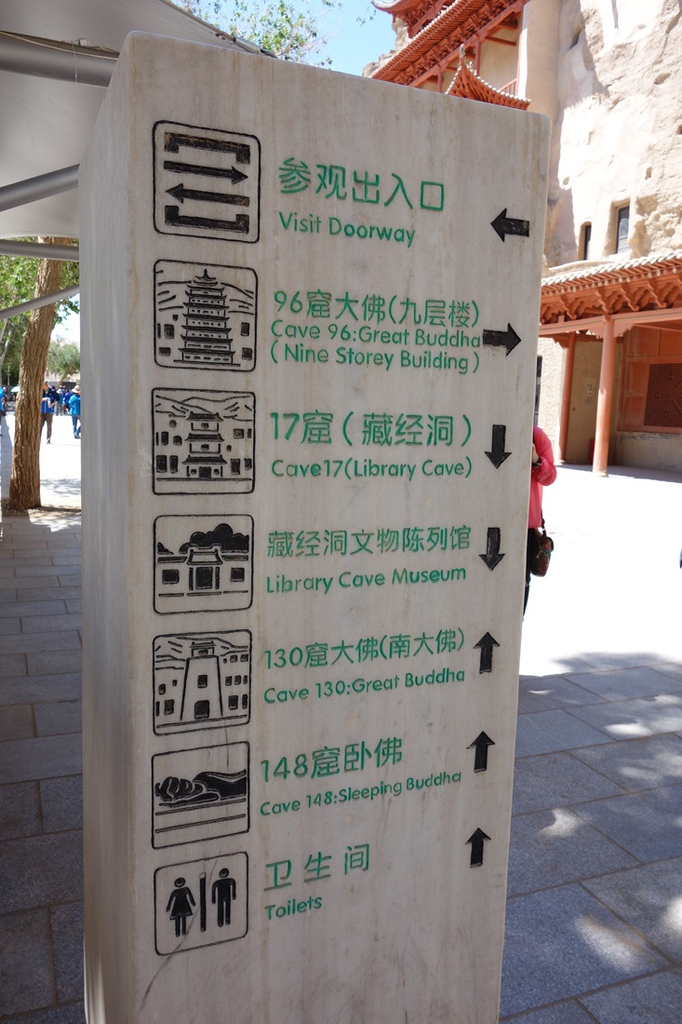 参观出入口
Visit Doorway
96窟大佛(九层楼)
Cave 96:Great Buddha
(Nine Storey Building)
17窟(藏经洞)
Cave17(Library Cave)
藏经洞文物陈列馆
Library Cave Museum
130窟大佛(南大佛)
Cave 130:Great Buddha
148窟卧佛
Cave 148:Sleeping Buddha
卫生间
Toilets